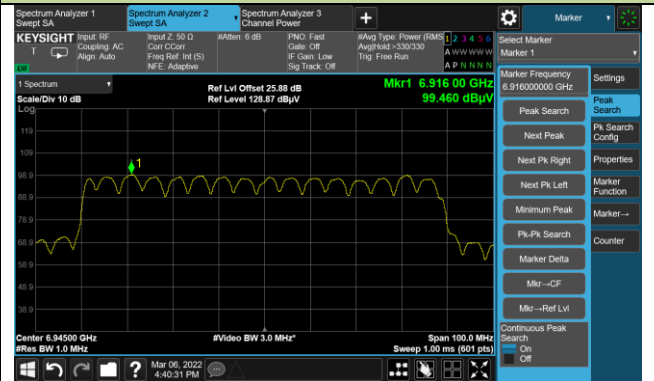 Spectrum Analyzer 1
Swept SA
Spectrum Analyzer 2
Swept SA
Spectrum Analyzer 3
Channel Power
+
Marker
KEYSIGHT
T
LXI
Input: RF
Coupling: AC
Align: Auto
Input Z: 50 Ω
Corr CCorr
Freq Ref: Int (S)
NFE: Adaptive
#Atten: 6 dB
PNO: Fast
Gate: Off
IF Gain: Low
Sig Track: Off
#Avg Type: Power (RMS
Avg|Hold:>330/330
Trig: Free Run
1 2 3 4 5 6
A W W W W W
A P N N N N
Select Marker
Marker 1
1 Spectrum
Scale/Div 10 dB
Log
Ref Lvl Offset 25.88 dB
Ref Level 128.87 dBµV
Mkr1 6.916 00 GHz
99.460 dBµV
119
109
98.9
88.9
78.9
68.9
58.9
48.9
38.9
1
Center 6.94500 GHz
#Res BW 1.0 MHz
#Video BW 3.0 MHz*
Span 100.0 MHz
Sweep 1.00 ms (601 pts)
Marker Frequency
6.916000000 GHz
Peak Search
Next Peak
Next Pk Right
Next Pk Left
Minimum Peak
Pk-Pk Search
Marker Delta
Mkr→CF
Mkr→Ref Lvl
Continuous Peak
Search
On
Off
Settings
Peak
Search
Pk Search
Config
Properties
Marker
Function
Marker→
Counter
?
Mar 06, 2022
4:40:31 PM